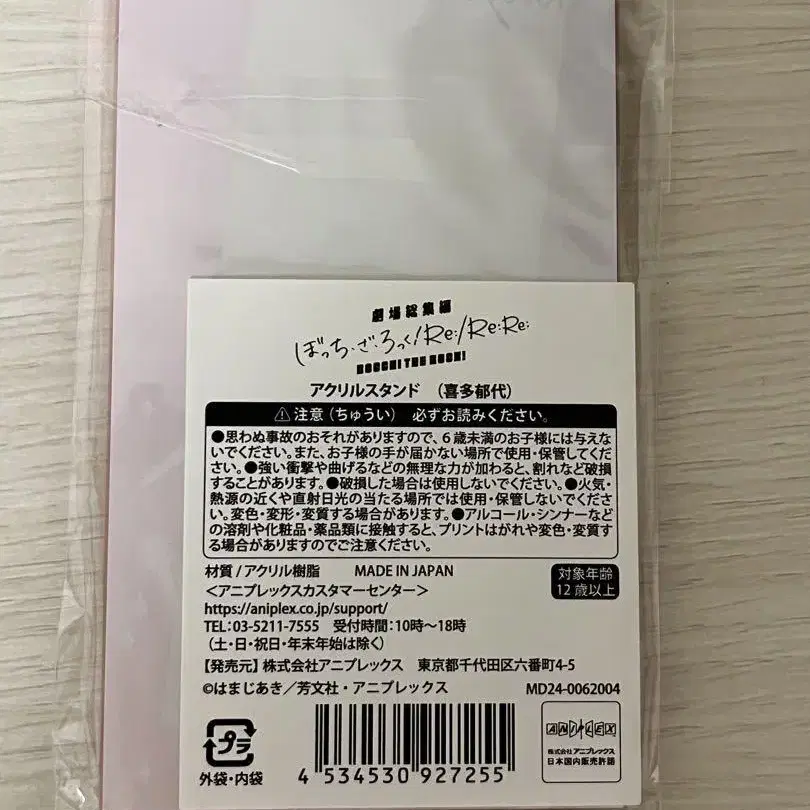 劇場総集編
ぼっち・ざ・ろっく！Re:/Re:Re:
BOCCHI THE ROCK!
アクリルスタンド　（喜多郁代）
⚠注意（ちゅうい）　必ずお読みください。
●思わぬ事故のおそれがありますので、6歳未満のお子様には与えな
いでください。また、お子様の手が届かない場所で使用・保管してくだ
さい。●強い衝撃や曲げるなどの無理な力が加わると、割れなど破損
することがあります。●破損した場合は使用しないでください。●火気・
熱源の近くや直射日光の当たる場所では使用・保管しないでくださ
い。変色・変形・変質する場合があります。●アルコール・シンナーなど
の溶剤や化粧品・薬品類に接触すると、プリントはがれや変色・変質す
る場合がありますのでご注意ください。
材質/アクリル樹脂　　MADE IN JAPAN
対象年齢
12歳以上
＜アニプレックスカスタマーセンター＞
https://aniplex.co.jp/support/
TEL：03-5211-7555　受付時間：10時～18時
（土・日・祝日・年末年始は除く）
【発売元】株式会社アニプレックス　東京都千代田区六番町4-5
©はまじあき／芳文社・アニプレックス
MD24-0062004
プラ
外袋・内袋
4 534530 927255
ANIPLEX
株式会社 アニプレックス
日本国内販売許諾